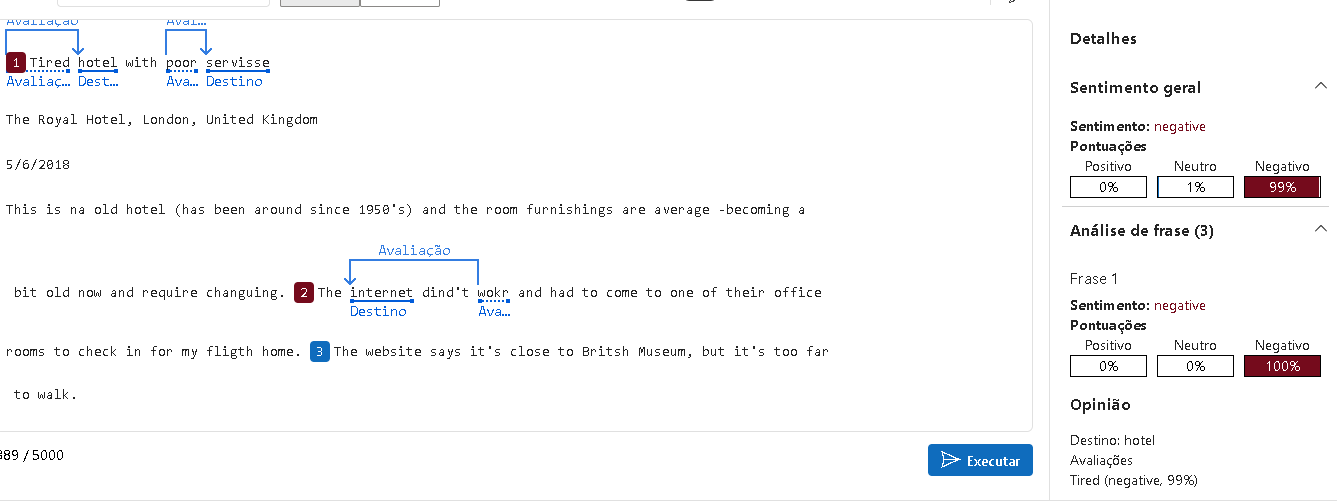 Avaliação Aval...
1 Tired hotel with poor servisse
Avaliaç... Dest... Ava... Destino
The Royal Hotel, London, United Kingdom
5/6/2018
This is na old hotel (has been around since 1950's) and the room furnishings are average -becoming a
Avaliação
bit old now and require changuing. 2 The internet dind't wokr and had to come to one of their office
Destino Ava...
rooms to check in for my fligth home. 3 The website says it's close to Britsh Museum, but it's too far
to walk.
389 / 5000
Executar
Detalhes
Sentimento geral
Sentimento: negative
Pontuações
Positivo Neutro Negativo
0% 1% 99%
Análise de frase (3)
Frase 1
Sentimento: negative
Pontuações
Positivo Neutro Negativo
0% 0% 100%
Opinião
Destino: hotel
Avaliações
Tired (negative, 99%)